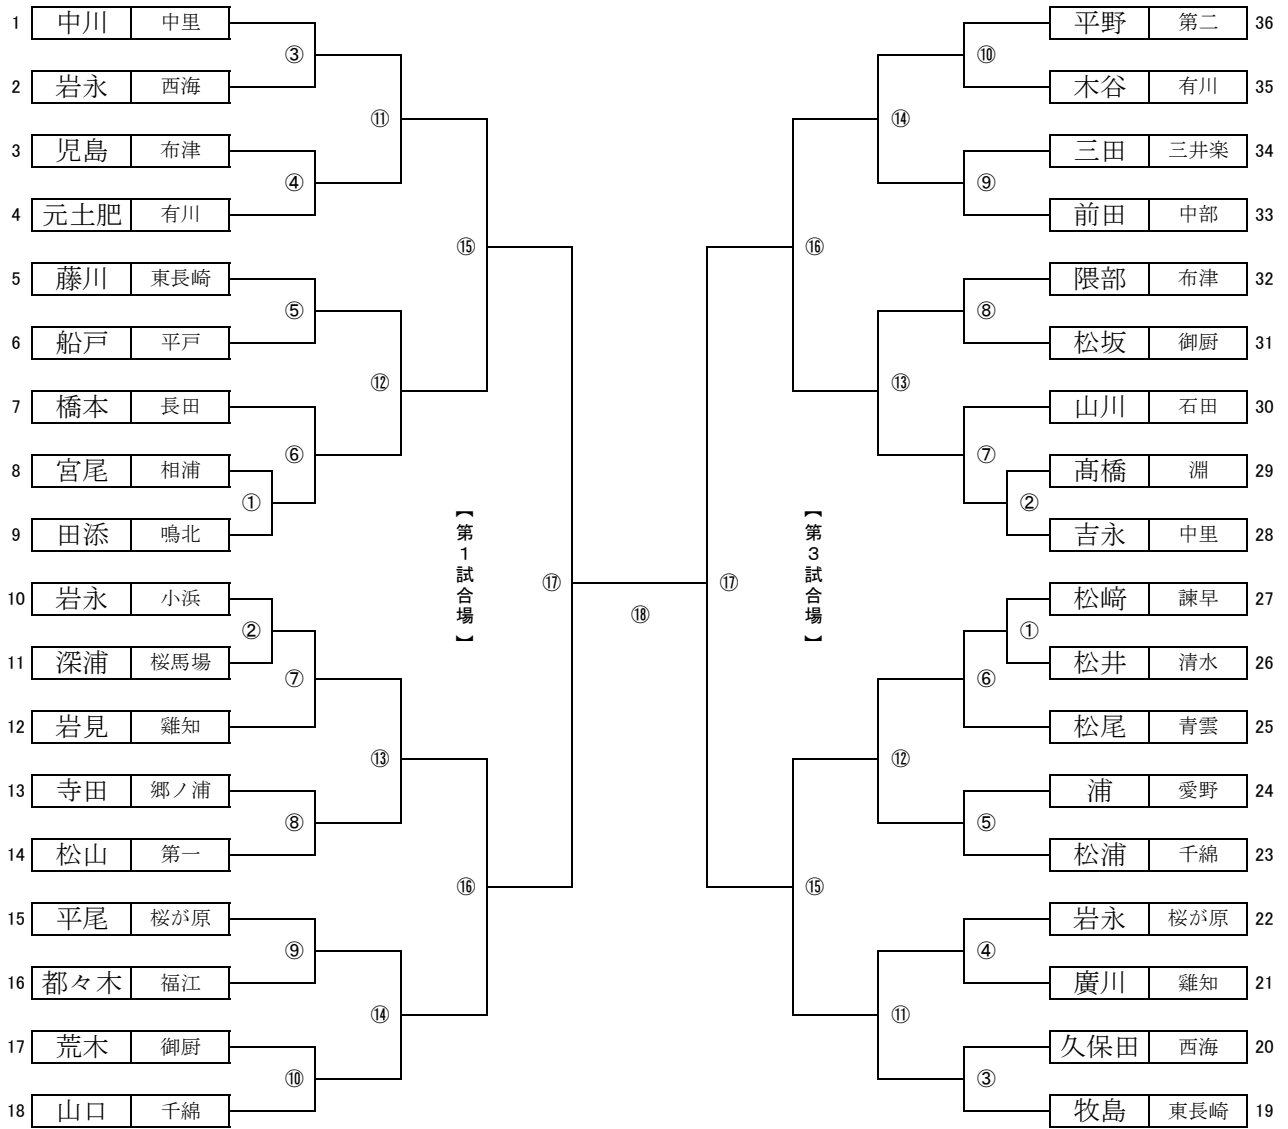 1 中川 中里
③
2 岩永 西海
⑪
3 児島 布津
④
4 元土肥 有川
⑮
5 藤川 東長崎
⑤
6 船戸 平戸
⑫
7 橋本 長田
⑥
8 宮尾 相浦
①
9 田添 鳴北
【第1試合場】
⑰
10 岩永 小浜
②
11 深浦 桜馬場
⑦
12 岩見 雞知
⑬
13 寺田 郷ノ浦
⑧
14 松山 第一
⑯
15 平尾 桜が原
⑨
16 都々木 福江
⑭
17 荒木 御厨
⑩
18 山口 千綿
⑱
平野 第二 36
⑩
木谷 有川 35
⑭
三田 三井楽 34
⑨
前田 中部 33
⑯
隈部 布津 32
⑧
松坂 御厨 31
⑬
山川 石田 30
⑦
髙橋 淵 29
②
吉永 中里 28
【第3試合場】
⑰
松﨑 諫早 27
①
松井 清水 26
⑥
松尾 青雲 25
⑫
浦 愛野 24
⑤
松浦 千綿 23
⑮
岩永 桜が原 22
④
廣川 雞知 21
⑪
久保田 西海 20
③
牧島 東長崎 19